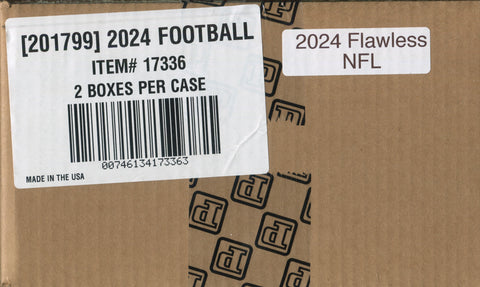 [201799] 2024 FOOTBALL
ITEM# 17336
2 BOXES PER CASE
00746134173363
MADE IN THE USA
2024 Flawless
NFL
P
P
P
P
P
P
P
P